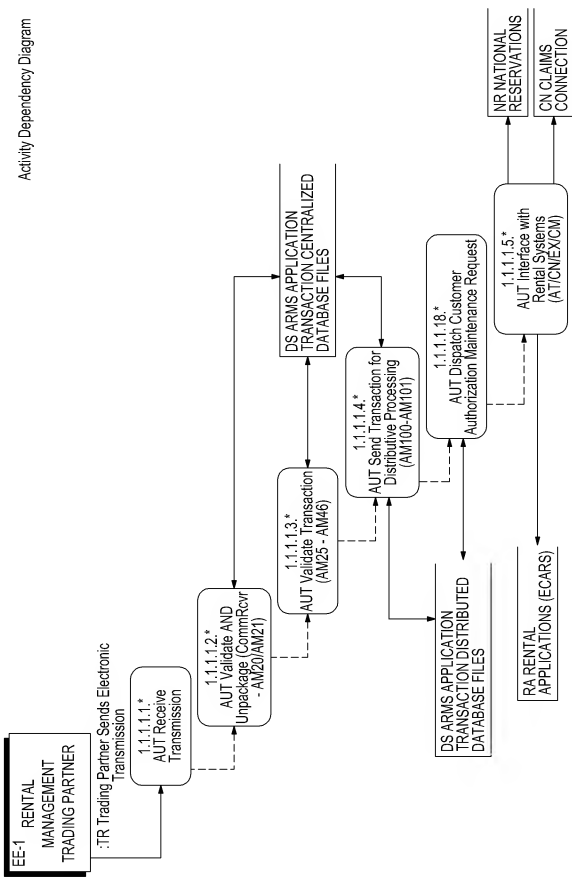 Activity Dependency Diagram
EE-1 RENTAL
MANAGEMENT
TRADING PARTNER
:TR Trading Partner Sends Electronic
Transmission
1.1.1.1.1.*
AUT Receive
Transmission
1.1.1.1.2.*
AUT Validate AND
Unpackage (CommRcvr
- AM20/AM21)
1.1.1.1.3.*
AUT Validate Transaction
(AM25 - AM46)
DS ARMS APPLICATION
TRANSACTION CENTRALIZED
DATABASE FILES
1.1.1.1.4.*
AUT Send Transaction for
Distributive Processing
(AM100-AM101)
DS ARMS APPLICATION
TRANSACTION DISTRIBUTED
DATABASE FILES
1.1.1.1.18.*
AUT Dispatch Customer
Authorization Maintenance Request
1.1.1.1.5.*
AUT Interface with
Rental Systems
(AT/CN/EX/CM)
RA RENTAL
APPLICATIONS (ECARS)
NR NATIONAL
RESERVATIONS
CN CLAIMS
CONNECTION